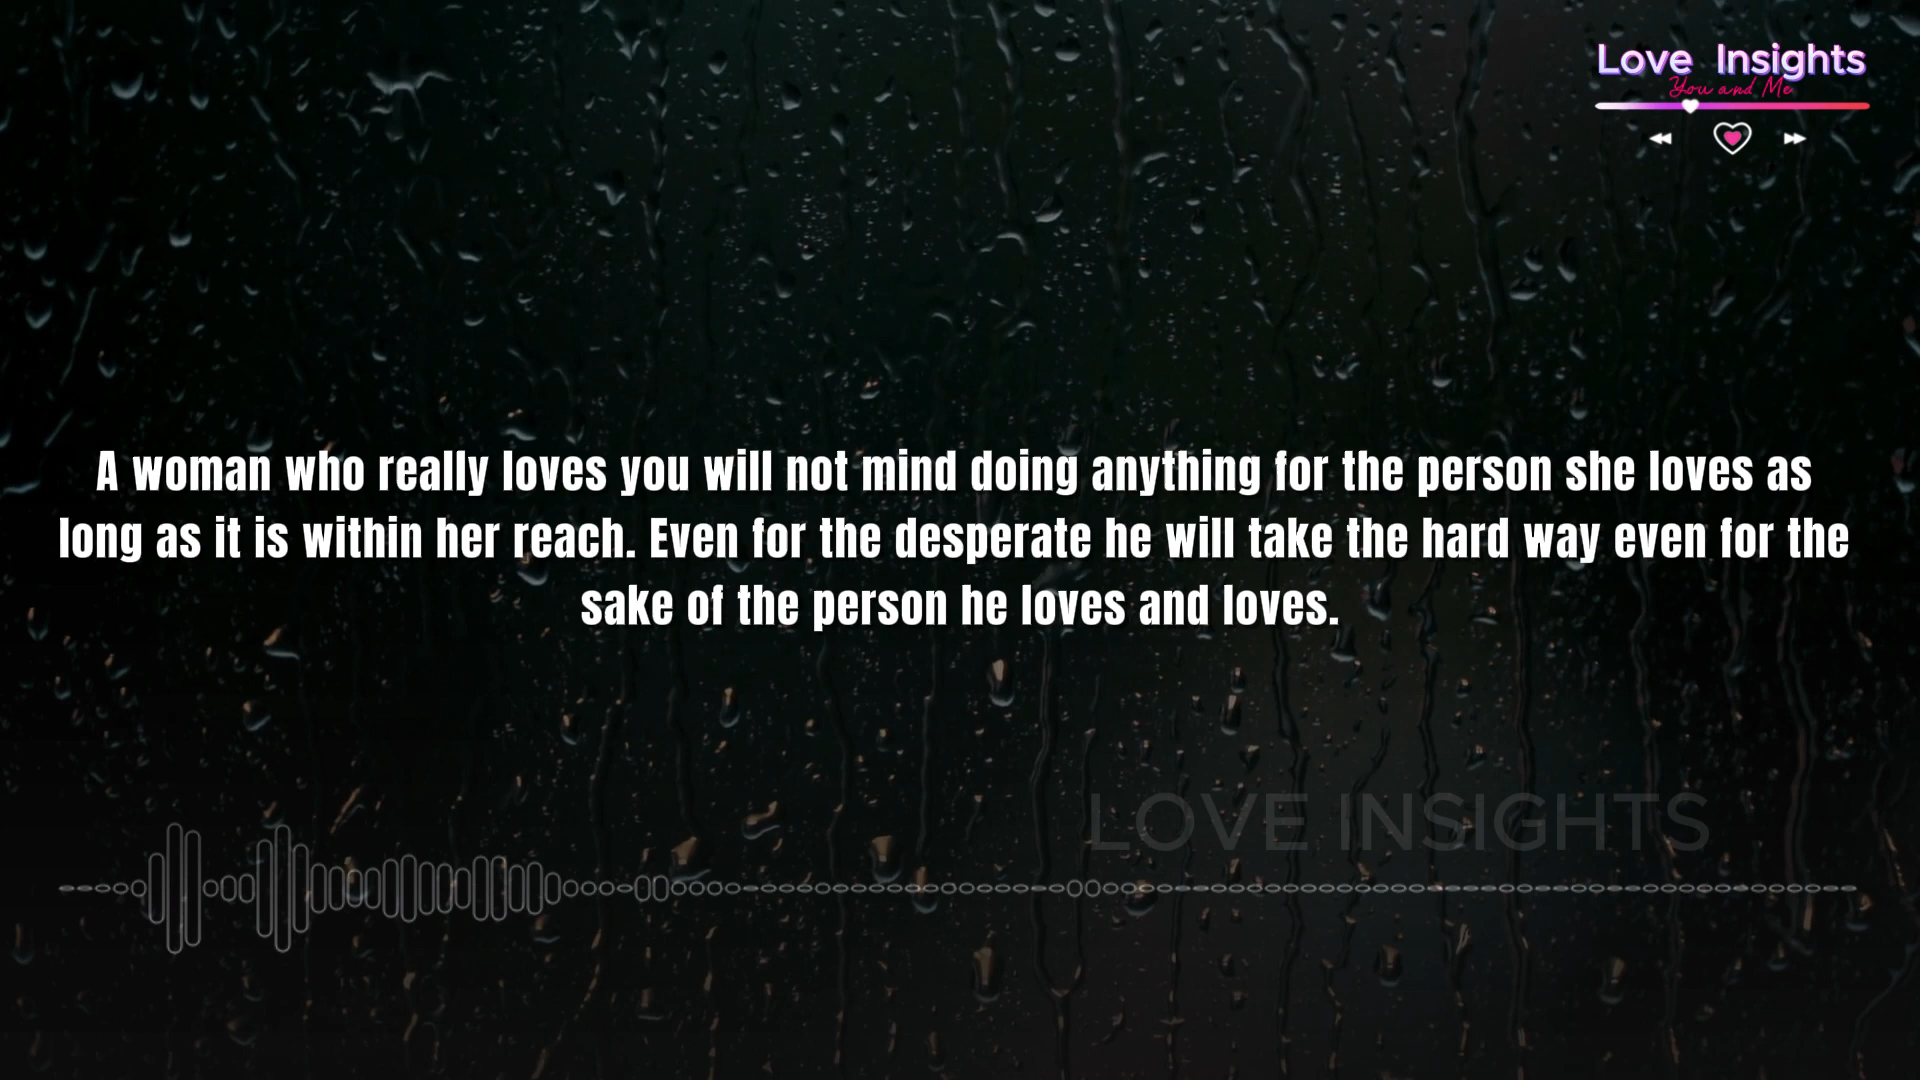 Love Insights
You and Me
A woman who really loves you will not mind doing anything for the person she loves as
long as it is within her reach. Even for the desperate he will take the hard way even for the
sake of the person he loves and loves.
LOVE INSIGHTS